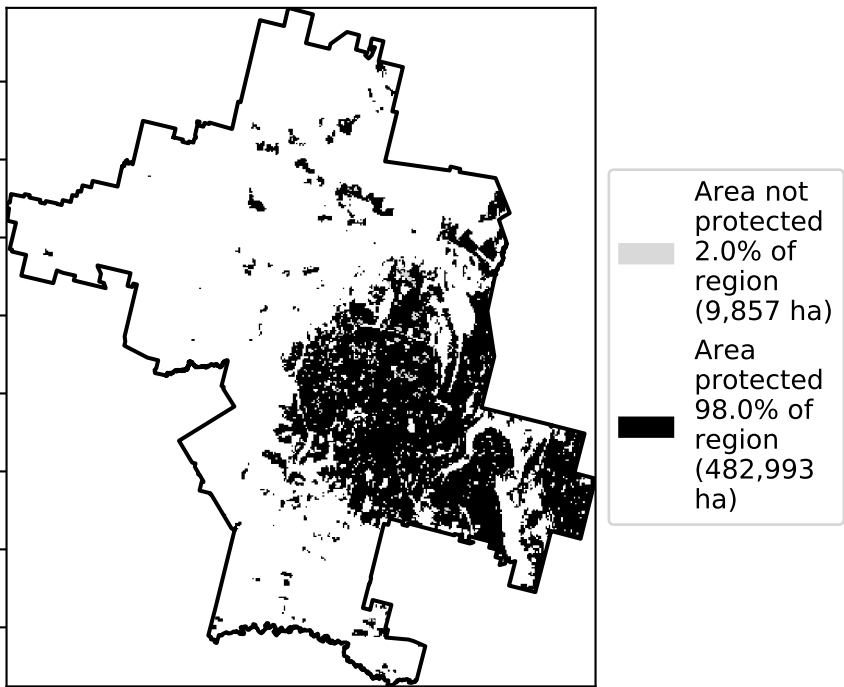 Area not
protected
2.0% of
region
(9,857 ha)
Area
protected
98.0% of
region
(482,993
ha)